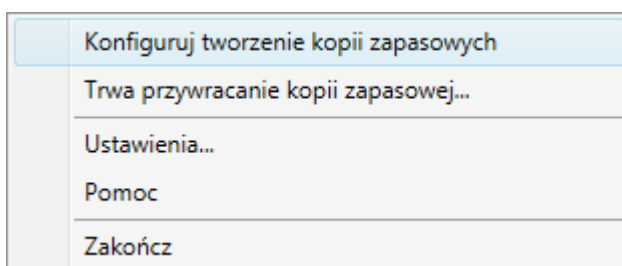 Konfiguruj tworzenie kopii zapasowych
Trwa przywracanie kopii zapasowej...
Ustawienia...
Pomoc
Zakończ